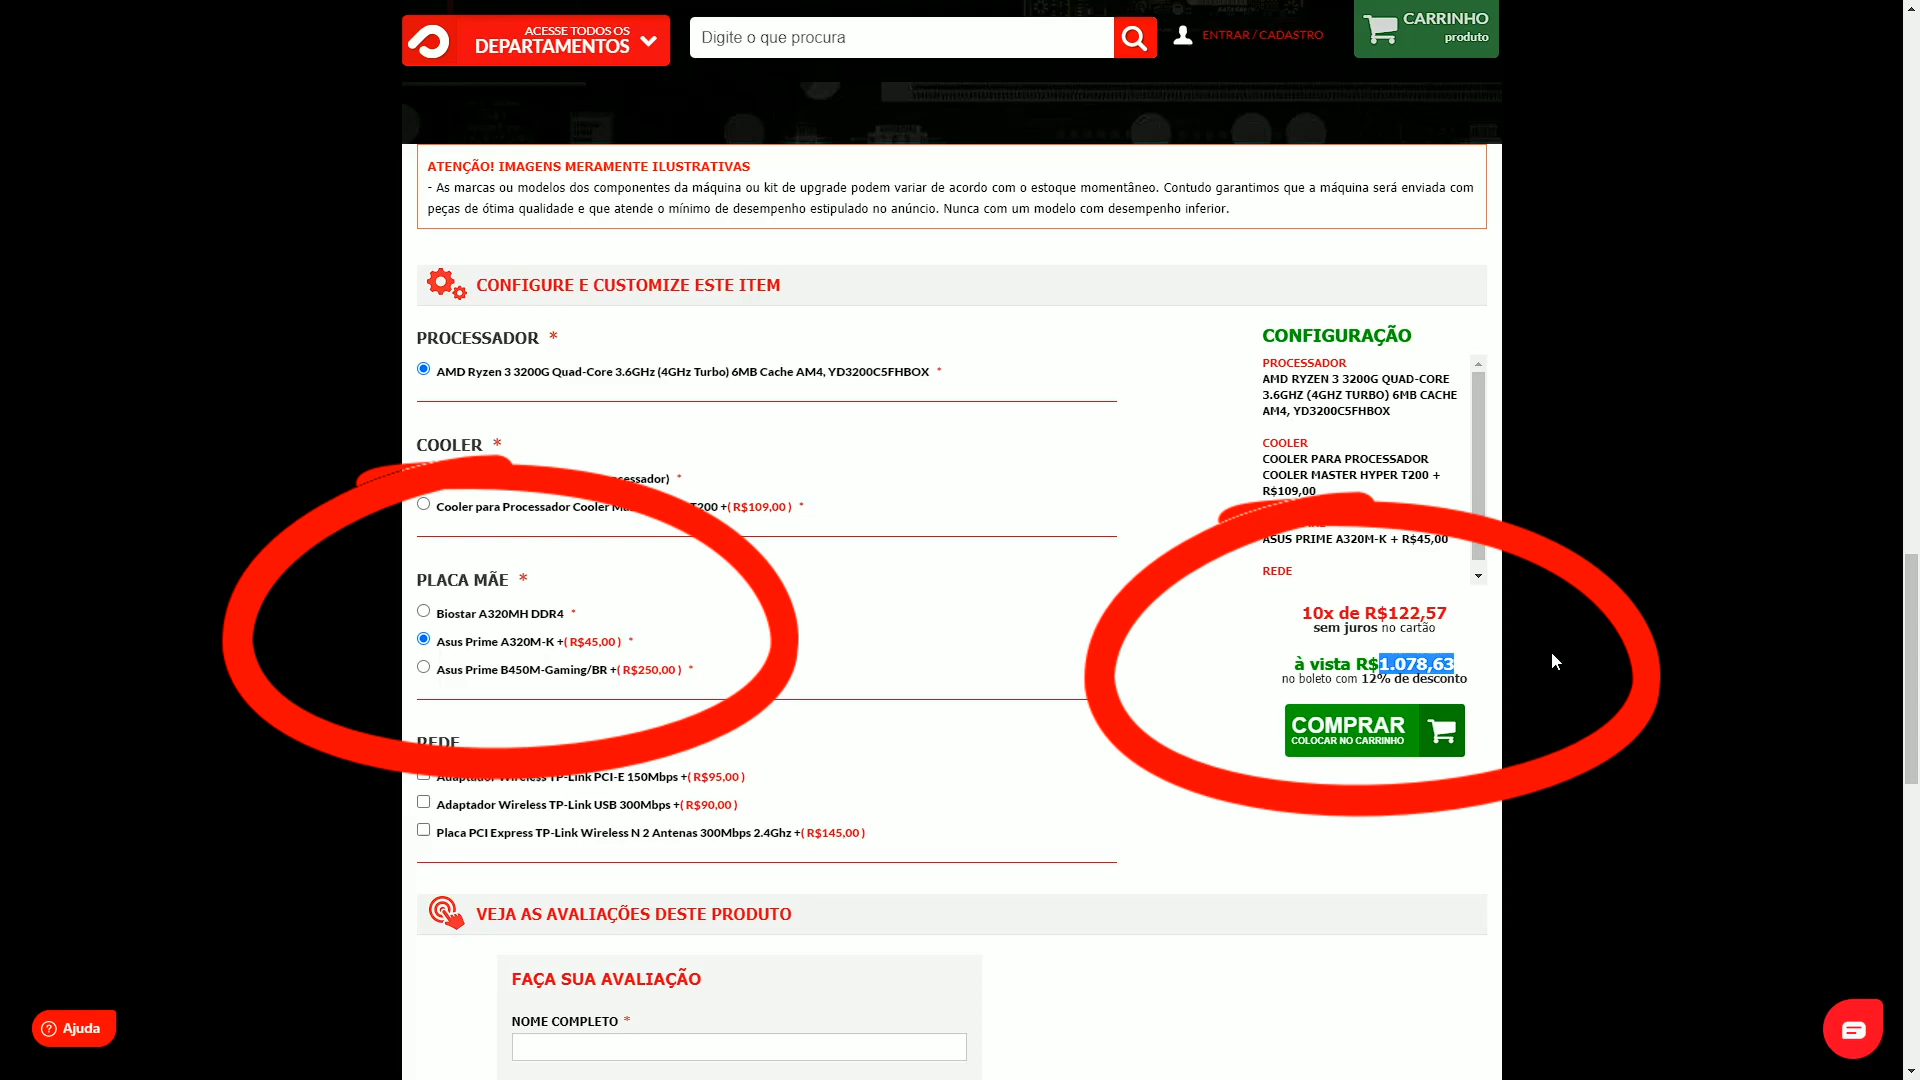 ACESSE TODOS OS
DEPARTAMENTOS
Digite o que procura
ENTRAR / CADASTRO
CARRINHO
produto
ATENÇÃO! IMAGENS MERAMENTE ILUSTRATIVAS
- As marcas ou modelos dos componentes da máquina ou kit de upgrade podem variar de acordo com o estoque momentâneo. Contudo garantimos que a máquina será enviada com
peças de ótima qualidade e que atende o mínimo de desempenho estipulado no anúncio. Nunca com um modelo com desempenho inferior.
CONFIGURE E CUSTOMIZE ESTE ITEM
PROCESSADOR *
AMD Ryzen 3 3200G Quad-Core 3.6GHz (4GHz Turbo) 6MB Cache AM4, YD3200C5FHBOX *
COOLER *
Cooler para Processador Cooler T200 +( R$109,00 ) *
PLACA MÃE *
Biostar A320MH DDR4 *
Asus Prime A320M-K +( R$45,00 ) *
Asus Prime B450M-Gaming/BR +( R$250,00 ) *
REDE
Adaptador Wireless TP-Link PCI-E 150Mbps +( R$95,00 )
Adaptador Wireless TP-Link USB 300Mbps +( R$90,00 )
Placa PCI Express TP-Link Wireless N 2 Antenas 300Mbps 2.4Ghz +( R$145,00 )
CONFIGURAÇÃO
PROCESSADOR
AMD RYZEN 3 3200G QUAD-CORE
3.6GHZ (4GHZ TURBO) 6MB CACHE
AM4, YD3200C5FHBOX
COOLER
COOLER PARA PROCESSADOR
COOLER MASTER HYPER T200 +
R$109,00
ASUS PRIME A320M-K + R$45,00
REDE
10x de R$122,57
sem juros no cartão
à vista R$1.078,63
no boleto com 12% de desconto
COMPRAR
COLOCAR NO CARRINHO
VEJA AS AVALIAÇÕES DESTE PRODUTO
FAÇA SUA AVALIAÇÃO
NOME COMPLETO *
Ajuda